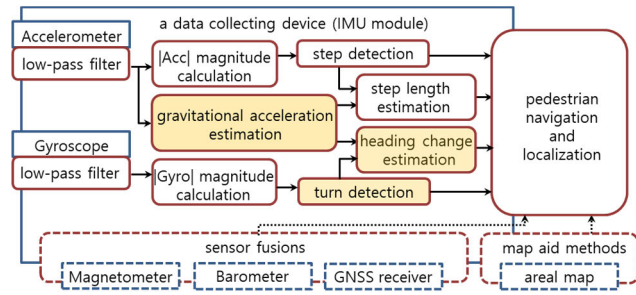 a data collecting device (IMU module)
Accelerometer
low-pass filter
|Acc| magnitude
calculation
step detection
step length
estimation
gravitational acceleration
estimation
heading change
estimation
pedestrian
navigation
and
localization
Gyroscope
low-pass filter
|Gyro| magnitude
calculation
turn detection
sensor fusions
map aid methods
Magnetometer
Barometer
GNSS receiver
areal map